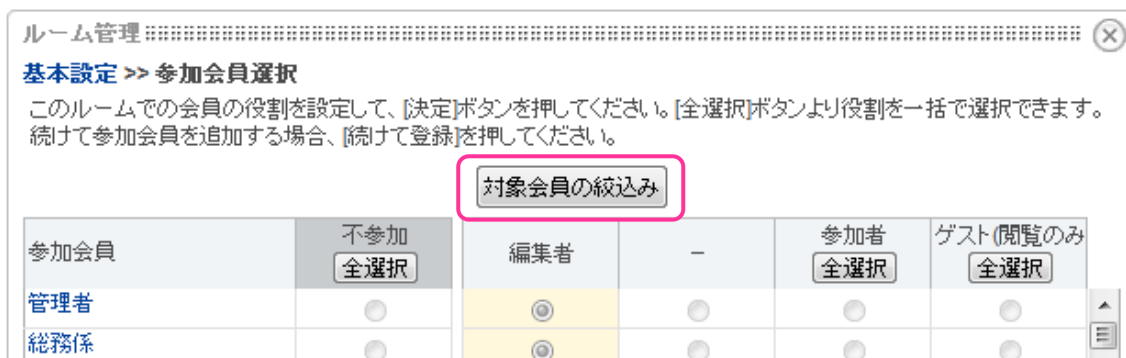 ルーム管理
基本設定 >> 参加会員選択
このルームでの会員の役割を設定して、[決定]ボタンを押してください。[全選択]ボタンより役割を一括で選択できます。
続けて参加会員を追加する場合、[続けて登録]を押してください。
対象会員の絞込み
参加会員 不参加 編集者 － 参加者 ゲスト(閲覧のみ
全選択 全選択 全選択
管理者
総務係